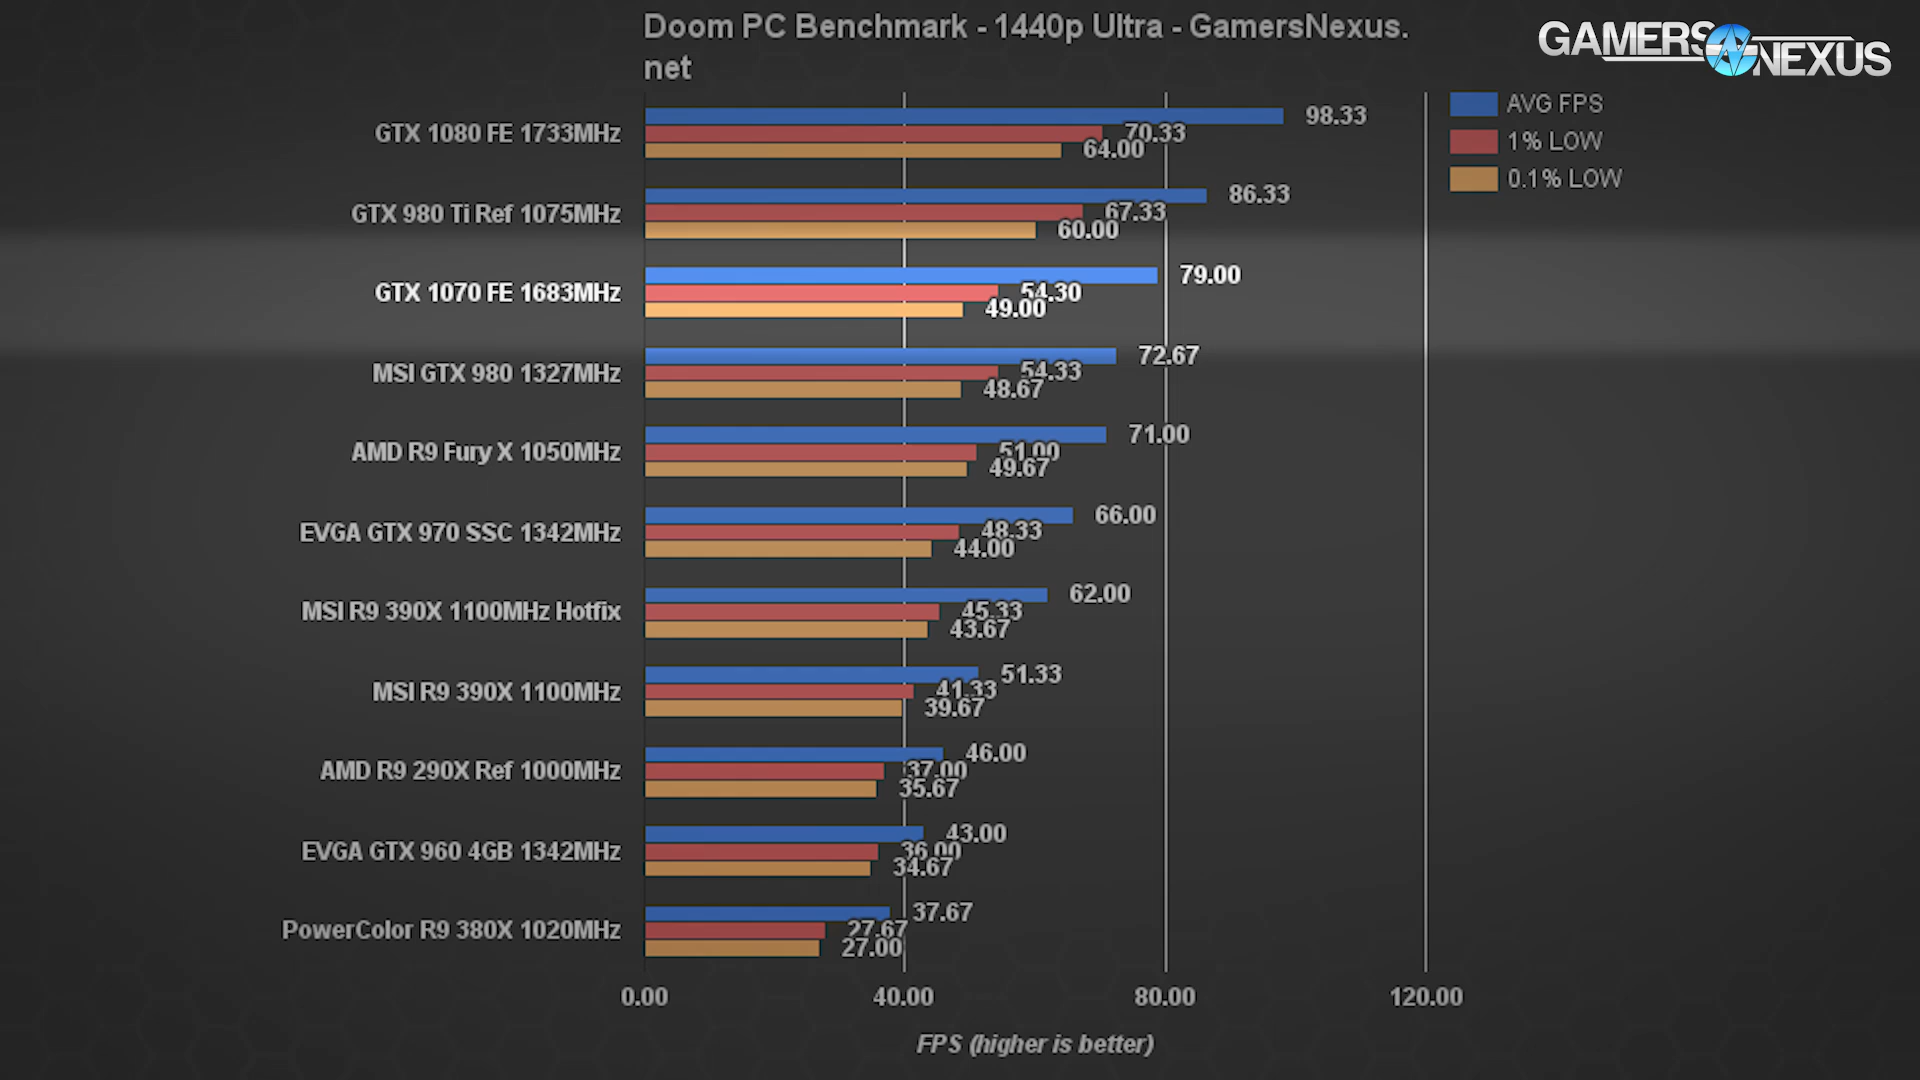 Doom PC Benchmark - 1440p Ultra - GamersNexus.
net
GAMERS NEXUS
AVG FPS
1% LOW
0.1% LOW
GTX 1080 FE 1733MHz
98.33
70.33
64.00
GTX 980 Ti Ref 1075MHz
86.33
67.33
60.00
GTX 1070 FE 1683MHz
79.00
54.30
49.00
MSI GTX 980 1327MHz
72.67
54.33
48.67
AMD R9 Fury X 1050MHz
71.00
51.00
49.67
EVGA GTX 970 SSC 1342MHz
66.00
48.33
44.00
MSI R9 390X 1100MHz Hotfix
62.00
45.33
43.67
MSI R9 390X 1100MHz
51.33
41.33
39.67
AMD R9 290X Ref 1000MHz
46.00
37.00
35.67
EVGA GTX 960 4GB 1342MHz
43.00
36.00
34.67
PowerColor R9 380X 1020MHz
37.67
27.67
27.00
0.00 40.00 80.00 120.00
FPS (higher is better)